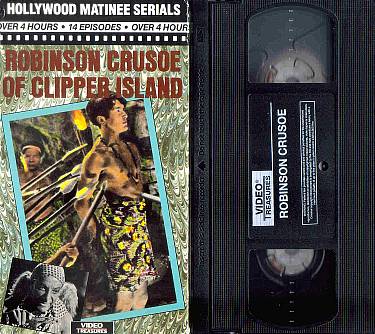 HOLLYWOOD MATINEE SERIALS
OVER 4 HOURS • 14 EPISODES • OVER 4 HOUR
ROBINSON CRUSOE
OF CLIPPER ISLAND
VIDEO
TREASURES
VIDEO
TREASURES
ROBINSON CRUSOE